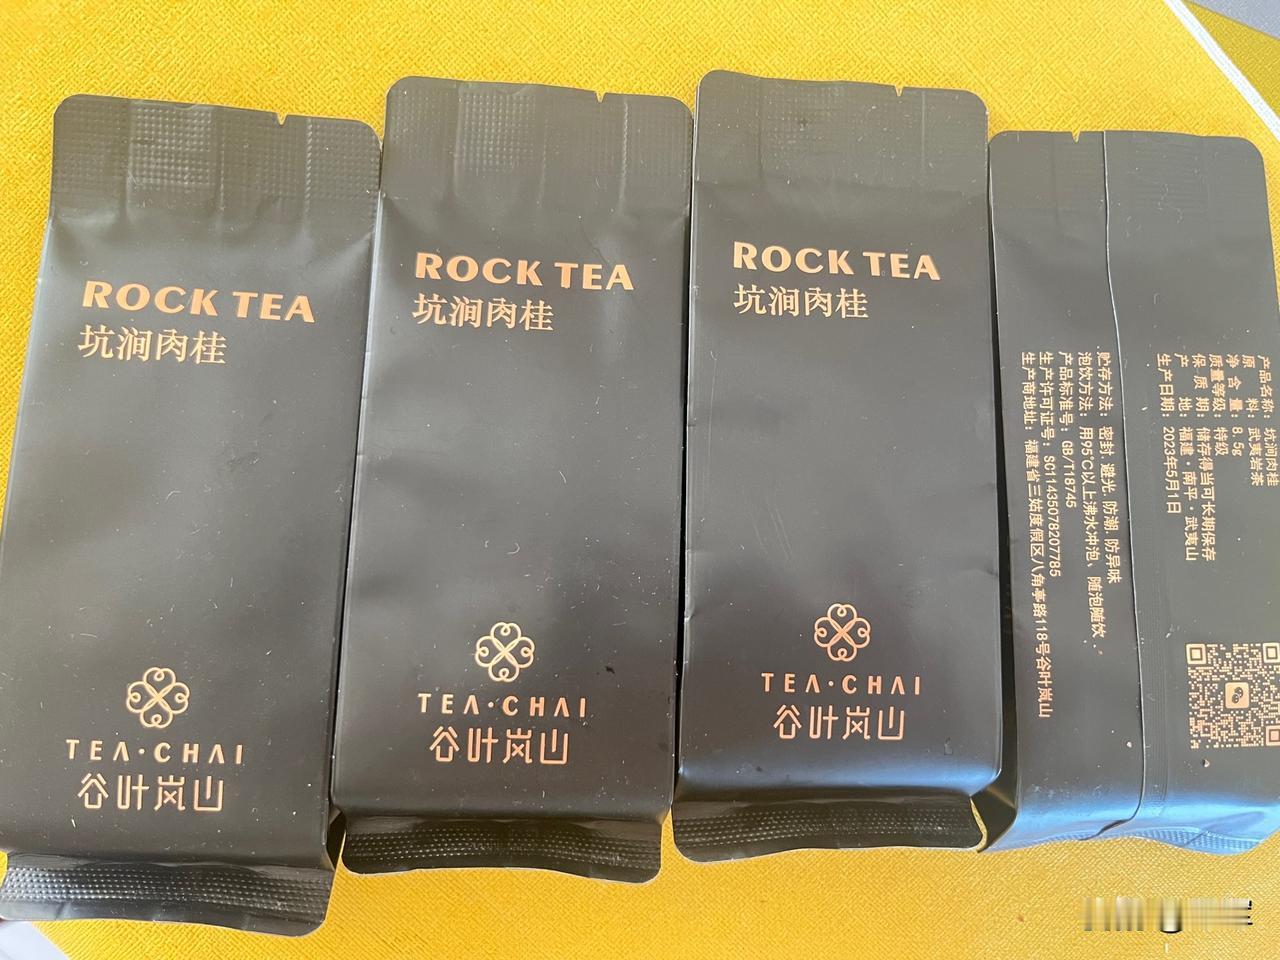 ROCK TEA
坑涧肉桂
TEA·CHAI
谷叶岚山
ROCK TEA
坑涧肉桂
TEA·CHAI
谷叶岚山
ROCK TEA
坑涧肉桂
TEA·CHAI
谷叶岚山
产品名称：坑涧肉桂
原 料：武夷岩茶
净 含 量：8.5g
质量等级：特级
保 质 期：储存得当可长期保存
产 地：福建·南平·武夷山
生产日期：2023年5月1日
贮存方法：密封 避光 防潮 防异味
泡饮方法：用95℃以上沸水冲泡、随泡随饮。
产品标准号：GB/T18745
生产许可证号：SC11435078207785
生产商地址：福建省三姑度假区八角亭路118号谷叶岚山